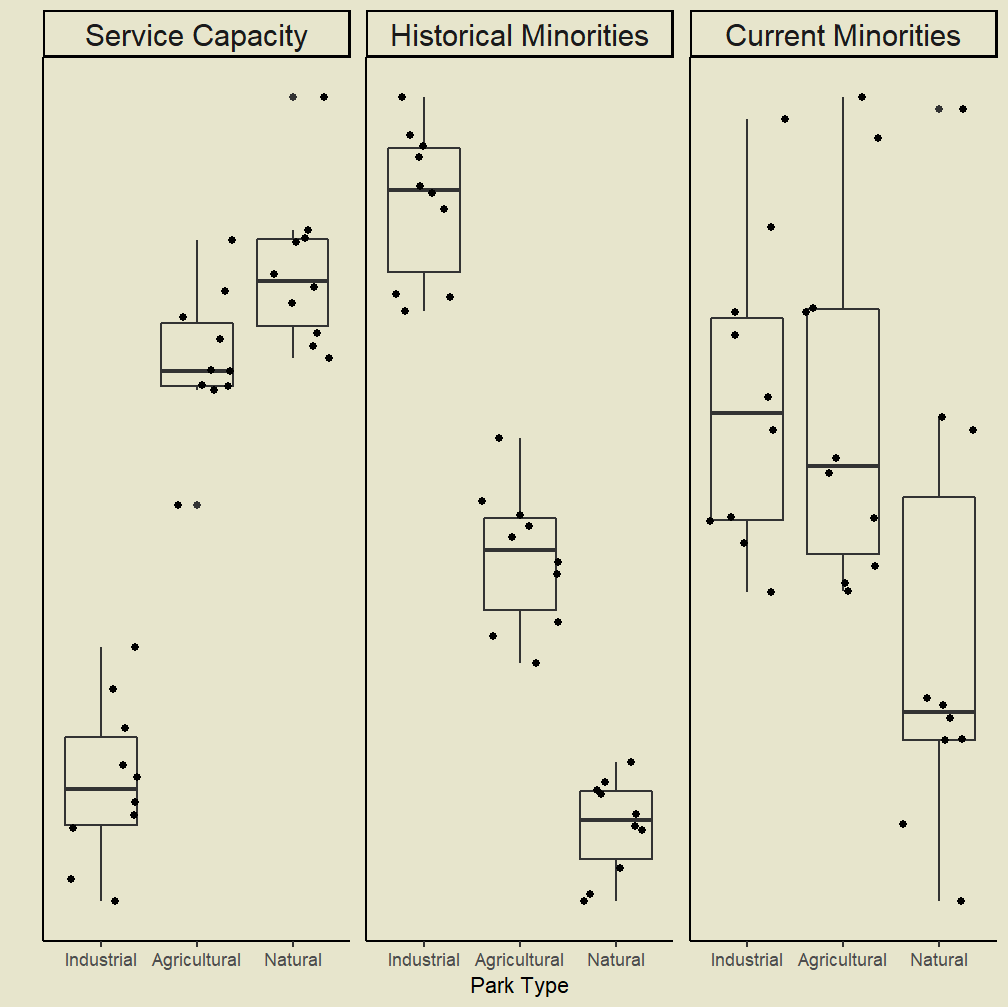 Service Capacity Historical Minorities Current Minorities
Industrial Agricultural Natural Industrial Agricultural Natural Industrial Agricultural Natural
Park Type